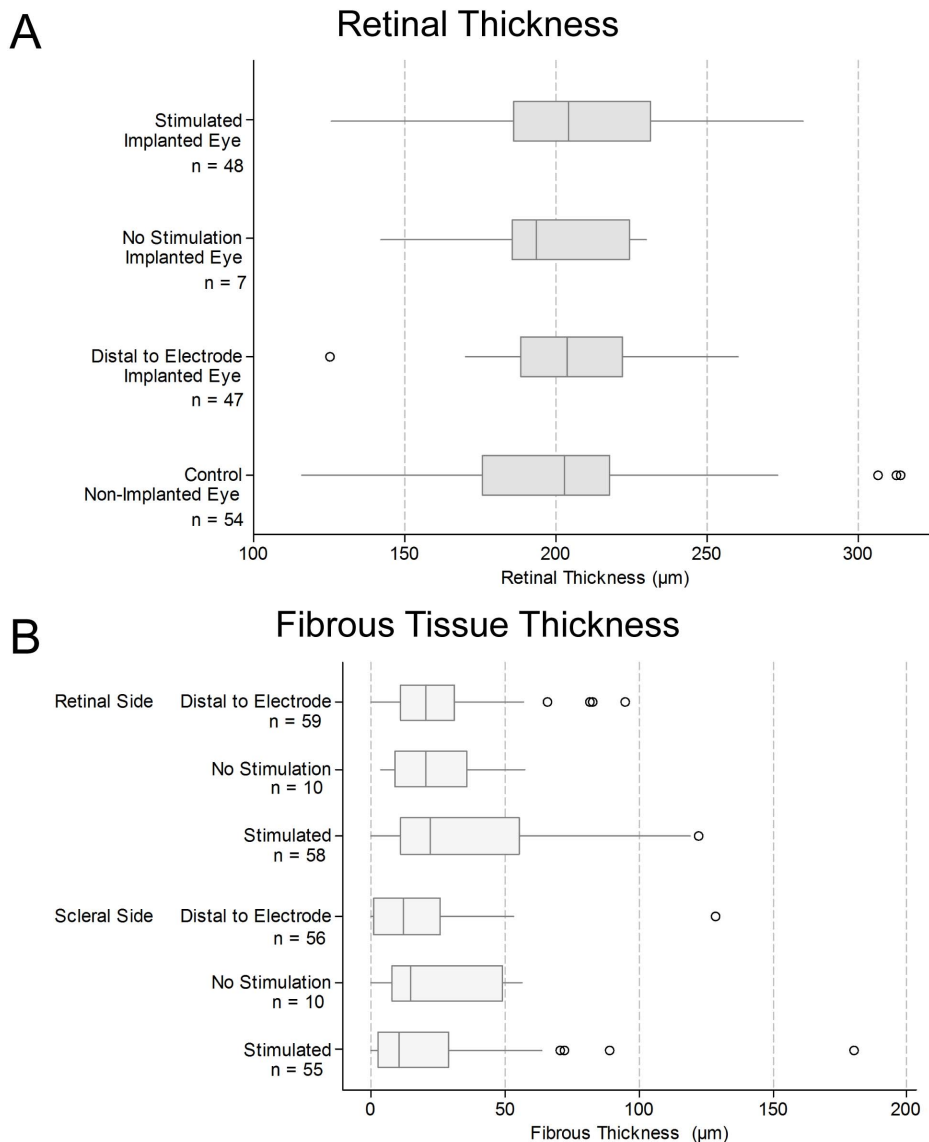 A
Retinal Thickness
Stimulated
Implanted Eye
n = 48
No Stimulation
Implanted Eye
n = 7
Distal to Electrode
Implanted Eye
n = 47
Control
Non-Implanted Eye
n = 54
100 150 200 250 300
Retinal Thickness (µm)
B
Fibrous Tissue Thickness
Retinal Side Distal to Electrode
n = 59
No Stimulation
n = 10
Stimulated
n = 58
Scleral Side Distal to Electrode
n = 56
No Stimulation
n = 10
Stimulated
n = 55
0 50 100 150 200
Fibrous Thickness (µm)